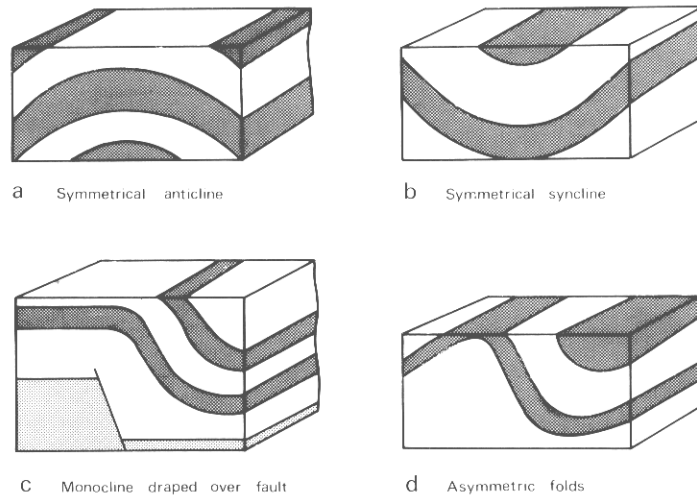 a Symmetrical anticline
b Symmetrical syncline
c Monocline draped over fault
d Asymmetric folds